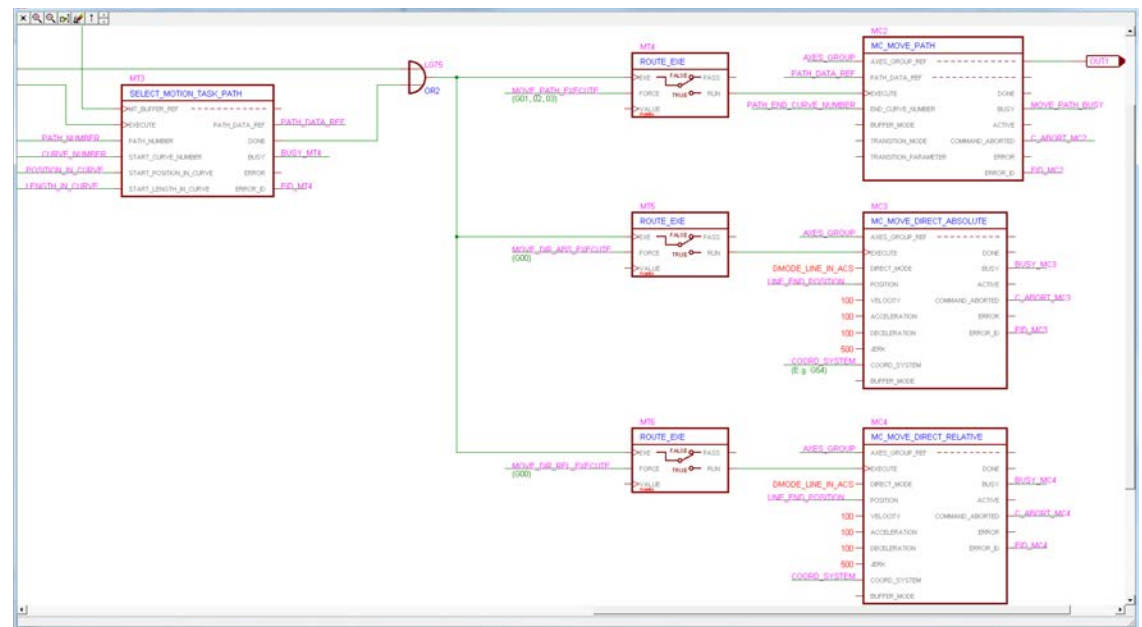 MT3
SELECT_MOTION_TASK_PATH
MT_BUFFER_REF
EXECUTE
PATH_DATA_REF
PATH_DATA_REF
PATH_NUMBER
PATH_NUMBER
DONE
CURVE_NUMBER
START_CURVE_NUMBER
BUSY
BUSY_MT4
POSITION_IN_CURVE
START_POSITION_IN_CURVE
ERROR
LENGTH_IN_CURVE
START_LENGTH_IN_CURVE
ERROR_ID
EID_MT4
LG75
OR2
MT4
ROUTE_EXE
EXE
FALSE
PASS
MOVE_PATH_EXECUTE
(G01, 02, 03)
FORCE
TRUE
RUN
VALUE
MC2
MC_MOVE_PATH
AXES_GROUP
AXES_GROUP_REF
OUT1
PATH_DATA_REF
PATH_DATA_REF
EXECUTE
DONE
PATH_END_CURVE_NUMBER
END_CURVE_NUMBER
BUSY
MOVE_PATH_BUSY
BUFFER_MODE
ACTIVE
TRANSITION_MODE
COMMAND_ABORTED
C_ABORT_MC2
TRANSITION_PARAMETER
ERROR
ERROR_ID
EID_MC2
MT5
ROUTE_EXE
EXE
FALSE
PASS
MOVE_DIR_ABS_EXECUTE
(G00)
FORCE
TRUE
RUN
VALUE
MC3
MC_MOVE_DIRECT_ABSOLUTE
AXES_GROUP
AXES_GROUP_REF
EXECUTE
DONE
DMODE_LINE_IN_ACS
DIRECT_MODE
BUSY
BUSY_MC3
LINE_END_POSITION
POSITION
ACTIVE
100
VELOCITY
COMMAND_ABORTED
C_ABORT_MC3
100
ACCELERATION
ERROR
100
DECELERATION
ERROR_ID
EID_MC3
500
JERK
COORD_SYSTEM
(E.g. G54)
COORD_SYSTEM
BUFFER_MODE
MT6
ROUTE_EXE
EXE
FALSE
PASS
MOVE_DIR_REL_EXECUTE
(G00)
FORCE
TRUE
RUN
VALUE
MC4
MC_MOVE_DIRECT_RELATIVE
AXES_GROUP
AXES_GROUP_REF
EXECUTE
DONE
DMODE_LINE_IN_ACS
DIRECT_MODE
BUSY
BUSY_MC4
LINE_END_POSITION
POSITION
ACTIVE
100
VELOCITY
COMMAND_ABORTED
C_ABORT_MC4
100
ACCELERATION
ERROR
100
DECELERATION
ERROR_ID
EID_MC4
500
JERK
COORD_SYSTEM
COORD_SYSTEM
BUFFER_MODE